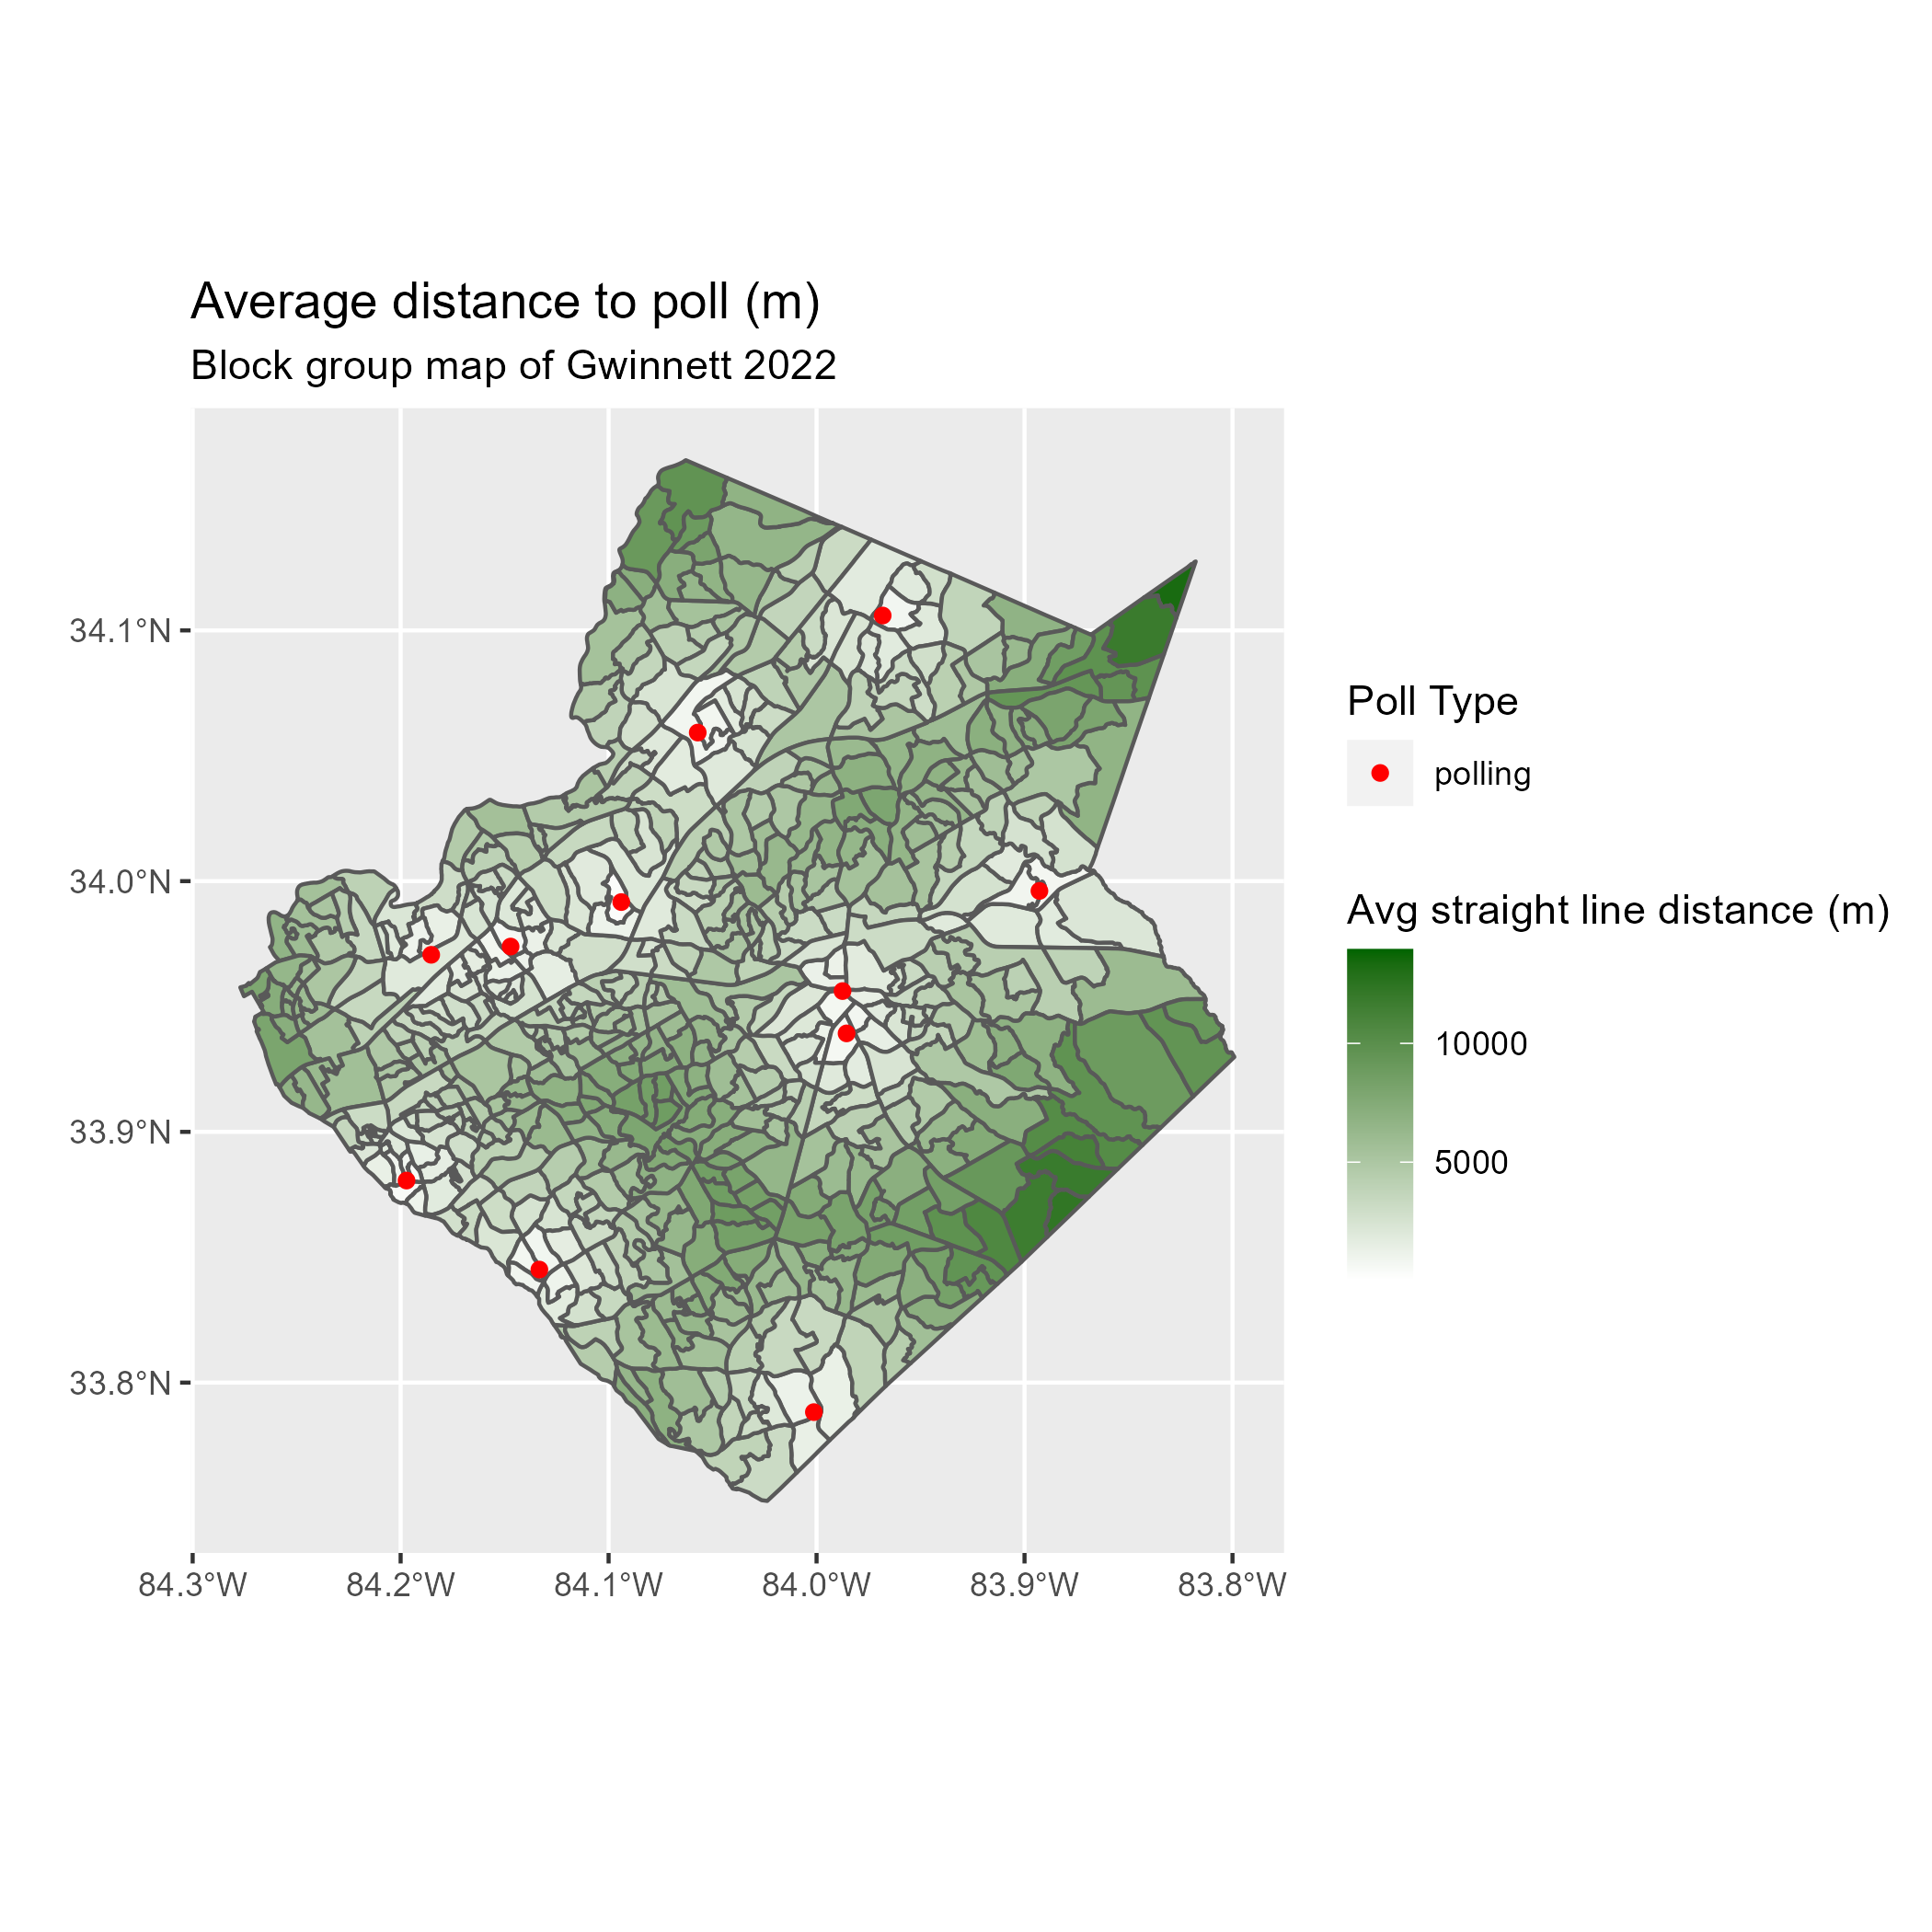 Average distance to poll (m)
Block group map of Gwinnett 2022
34.1°N
34.0°N
33.9°N
33.8°N
84.3°W 84.2°W 84.1°W 84.0°W 83.9°W 83.8°W
Poll Type
polling
Avg straight line distance (m)
10000
5000